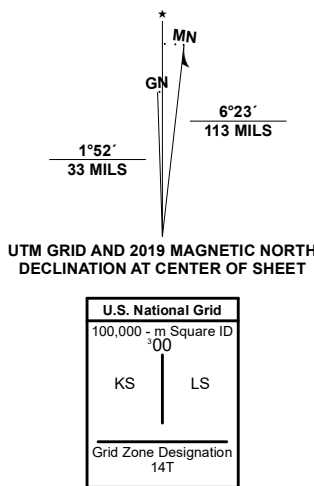 ★
MN
GN
6°23´
113 MILS
1°52´
33 MILS
UTM GRID AND 2019 MAGNETIC NORTH
DECLINATION AT CENTER OF SHEET
U.S. National Grid
100,000 - m Square ID
³00
KS LS
Grid Zone Designation
14T